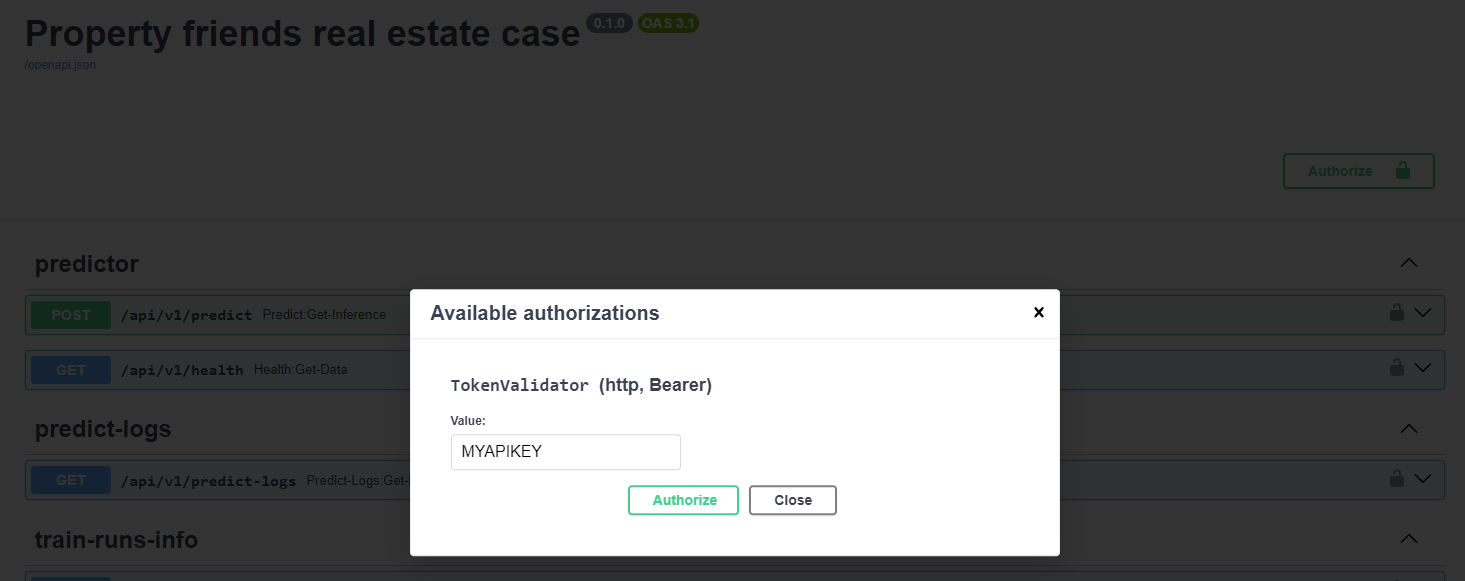 Property friends real estate case 0.1.0 OAS 3.1
/openapi.json
Authorize
predictor
POST /api/v1/predict Predict:Get-Inference
GET /api/v1/health Health:Get-Data
predict-logs
GET /api/v1/predict-logs Predict-Logs:Get-
train-runs-info
Available authorizations
TokenValidator (http, Bearer)
Value:
MYAPIKEY
Authorize Close